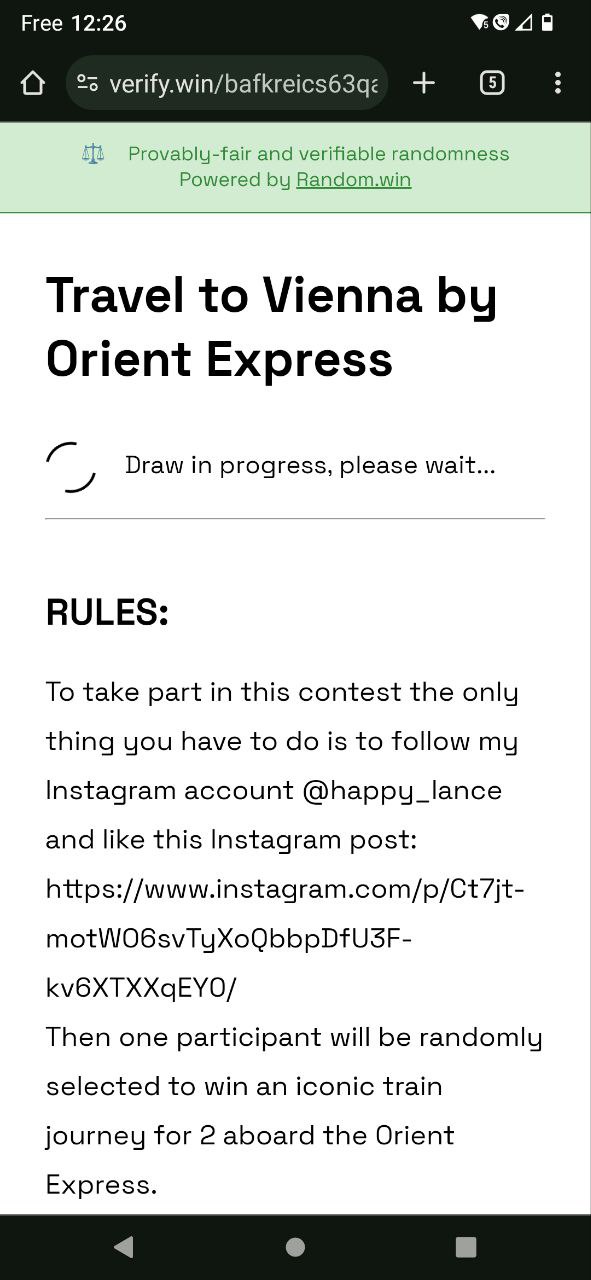 Free 12:26
verify.win/bafkreics63qa
5
Provably-fair and verifiable randomness
Powered by Random.win
Travel to Vienna by
Orient Express
Draw in progress, please wait...
RULES:
To take part in this contest the only
thing you have to do is to follow my
Instagram account @happy_lance
and like this Instagram post:
https://www.instagram.com/p/Ct7jt-
motWO6svTyXoQbbpDfU3F-
kv6XTXXqEY0/
Then one participant will be randomly
selected to win an iconic train
journey for 2 aboard the Orient
Express.